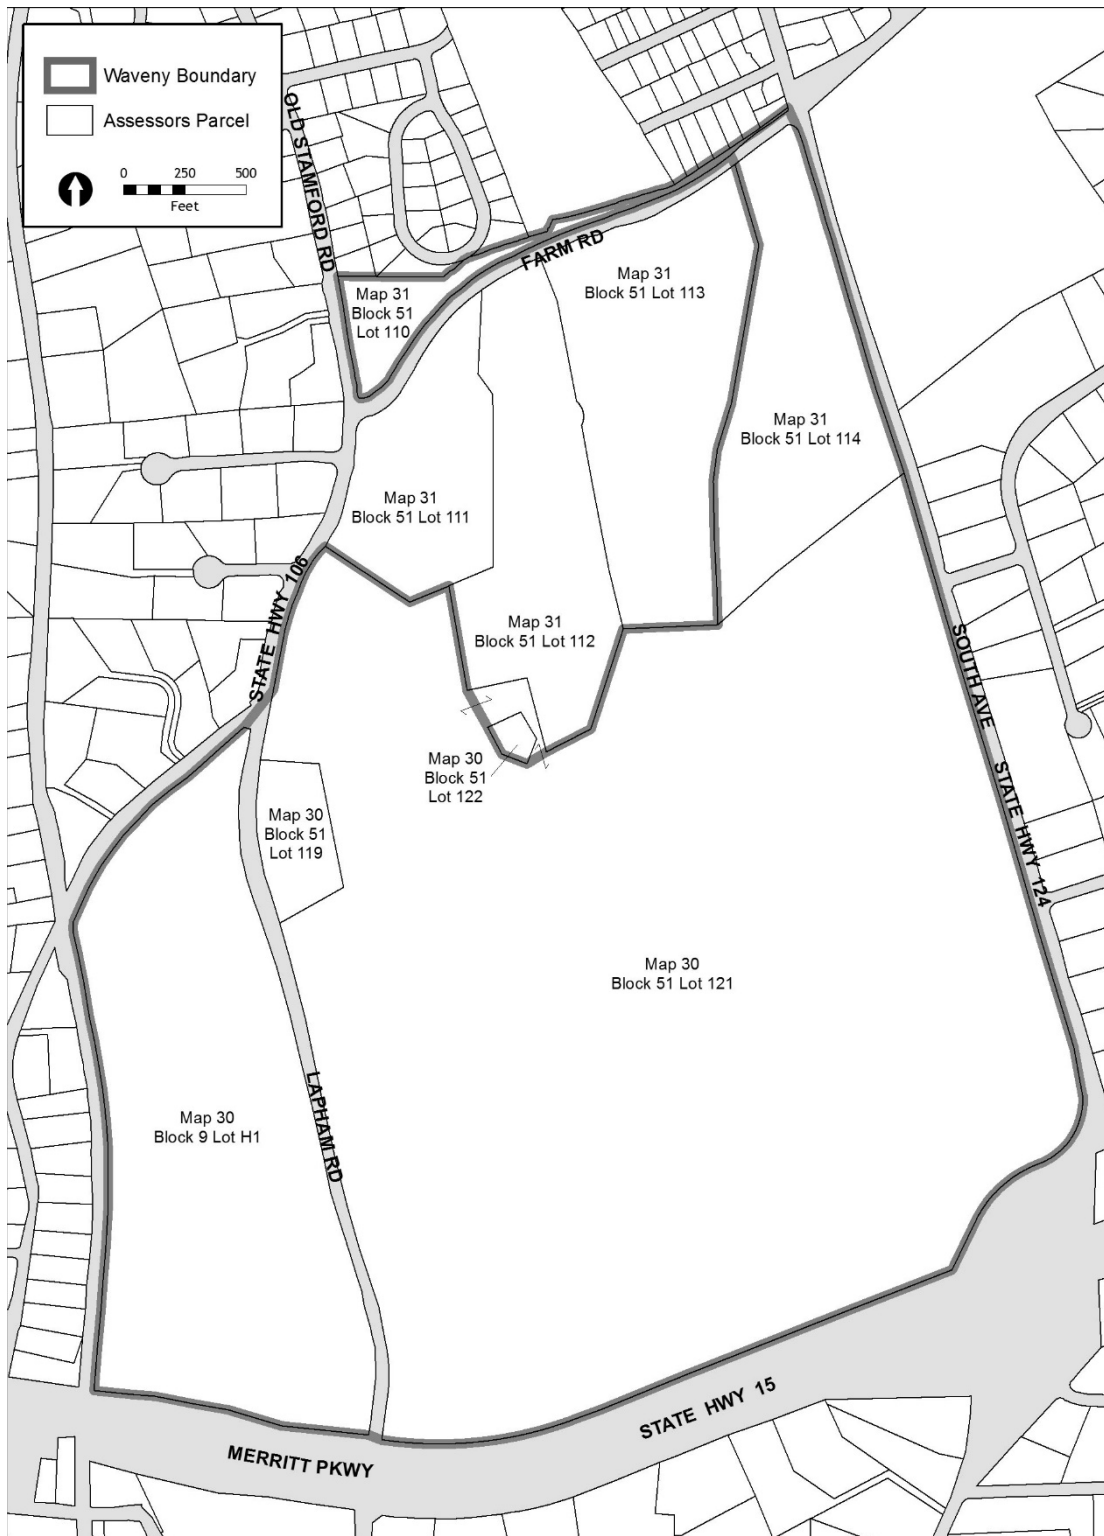 Waveny Boundary
Assessors Parcel
0 250 500
Feet
OLD STAMFORD RD
FARM RD
Map 31
Block 51 Lot 113
Map 31
Block 51
Lot 110
Map 31
Block 51 Lot 114
Map 31
Block 51 Lot 111
STATE HWY 106
Map 31
Block 51 Lot 112
SOUTH AVE STATE HWY 124
Map 30
Block 51
Lot 122
Map 30
Block 51
Lot 119
Map 30
Block 51 Lot 121
Map 30
Block 9 Lot H1
LAPHAM RD
STATE HWY 15
MERRITT PKWY